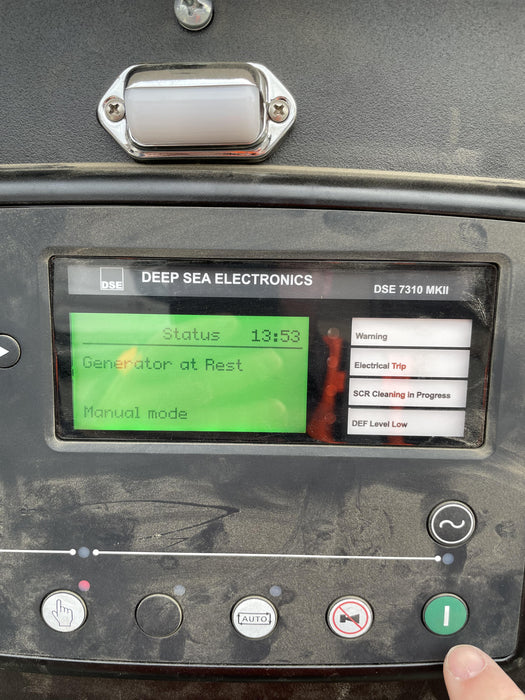 DSE
DEEP SEA ELECTRONICS
DSE 7310 MKII
Status 13:53
Generator at Rest
Manual mode
Warning
Electrical Trip
SCR Cleaning in Progress
DEF Level Low
AUTO
I